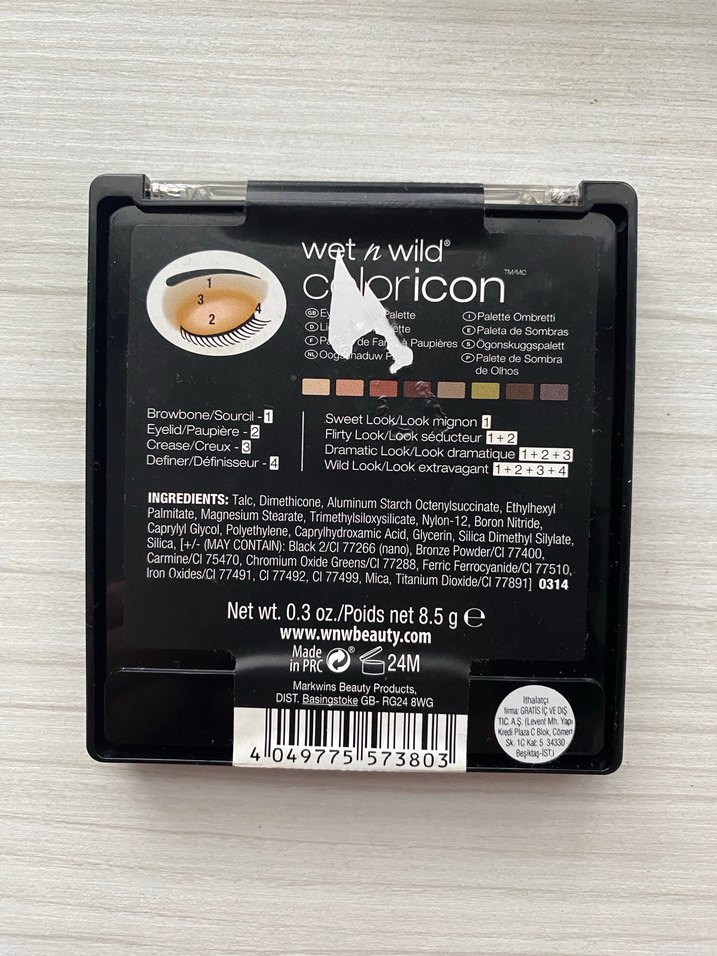 wet n wild®
coloricon TM/MC
GB Palette
D
F de à Paupières
NL
I Palette Ombretti
E Paleta de Sombras
S Ögonskuggspalett
P Palete de Sombra
de Olhos
1
3
2
4
Browbone/Sourcil - 1
Eyelid/Paupière - 2
Crease/Creux - 3
Definer/Définisseur - 4
Sweet Look/Look mignon 1
Flirty Look/Look séducteur 1+2
Dramatic Look/Look dramatique 1+2+3
Wild Look/Look extravagant 1+2+3+4
INGREDIENTS: Talc, Dimethicone, Aluminum Starch Octenylsuccinate, Ethylhexyl
Palmitate, Magnesium Stearate, Trimethylsiloxysilicate, Nylon-12, Boron Nitride,
Caprylyl Glycol, Polyethylene, Caprylhydroxamic Acid, Glycerin, Silica Dimethyl Silylate,
Silica, [+/- (MAY CONTAIN): Black 2/CI 77266 (nano), Bronze Powder/CI 77400,
Carmine/CI 75470, Chromium Oxide Greens/CI 77288, Ferric Ferrocyanide/CI 77510,
Iron Oxides/CI 77491, CI 77492, CI 77499, Mica, Titanium Dioxide/CI 77891] 0314
Net wt. 0.3 oz./Poids net 8.5 g e
www.wnwbeauty.com
Made
in PRC
24M
Markwins Beauty Products,
DIST. Basingstoke GB- RG24 8WG
4 049775 573803
İthalatçı
firma: GRATİS İÇ VE DIŞ
TİC. A.Ş. (Levent Mh. Yapı
Kredi Plaza C Blok, Cömert
Sk. 1C Kat: 5 34330
Beşiktaş-İST.)